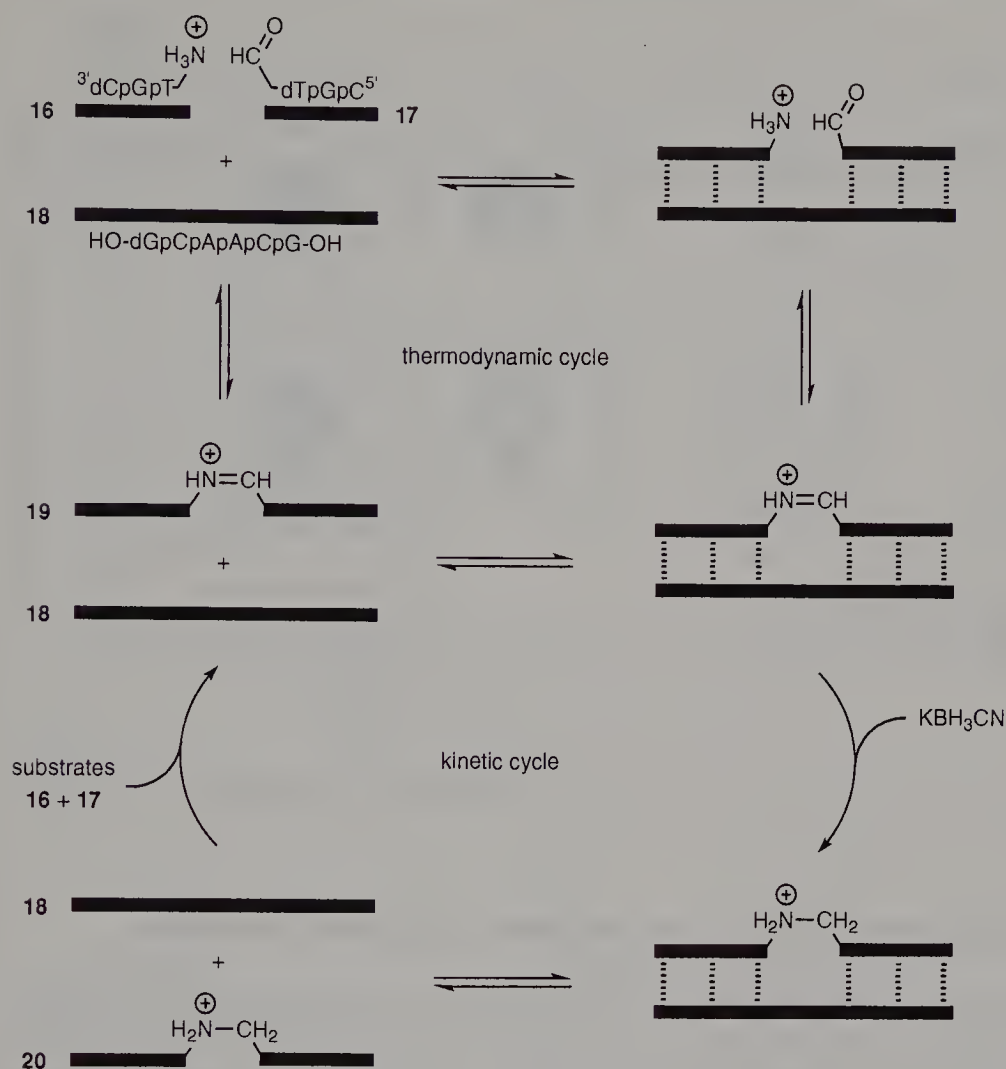 ⊕ O
H₃N HC
3'dCpGpT dTpGpC5'
16 17
+
18
HO-dGpCpApApCpG-OH
⊕ O
H₃N HC
thermodynamic cycle
⊕
HN=CH
19
+
18
⊕
HN=CH
KBH₃CN
kinetic cycle
substrates
16 + 17
18
+
⊕
H₂N—CH₂
20
⊕
H₂N—CH₂